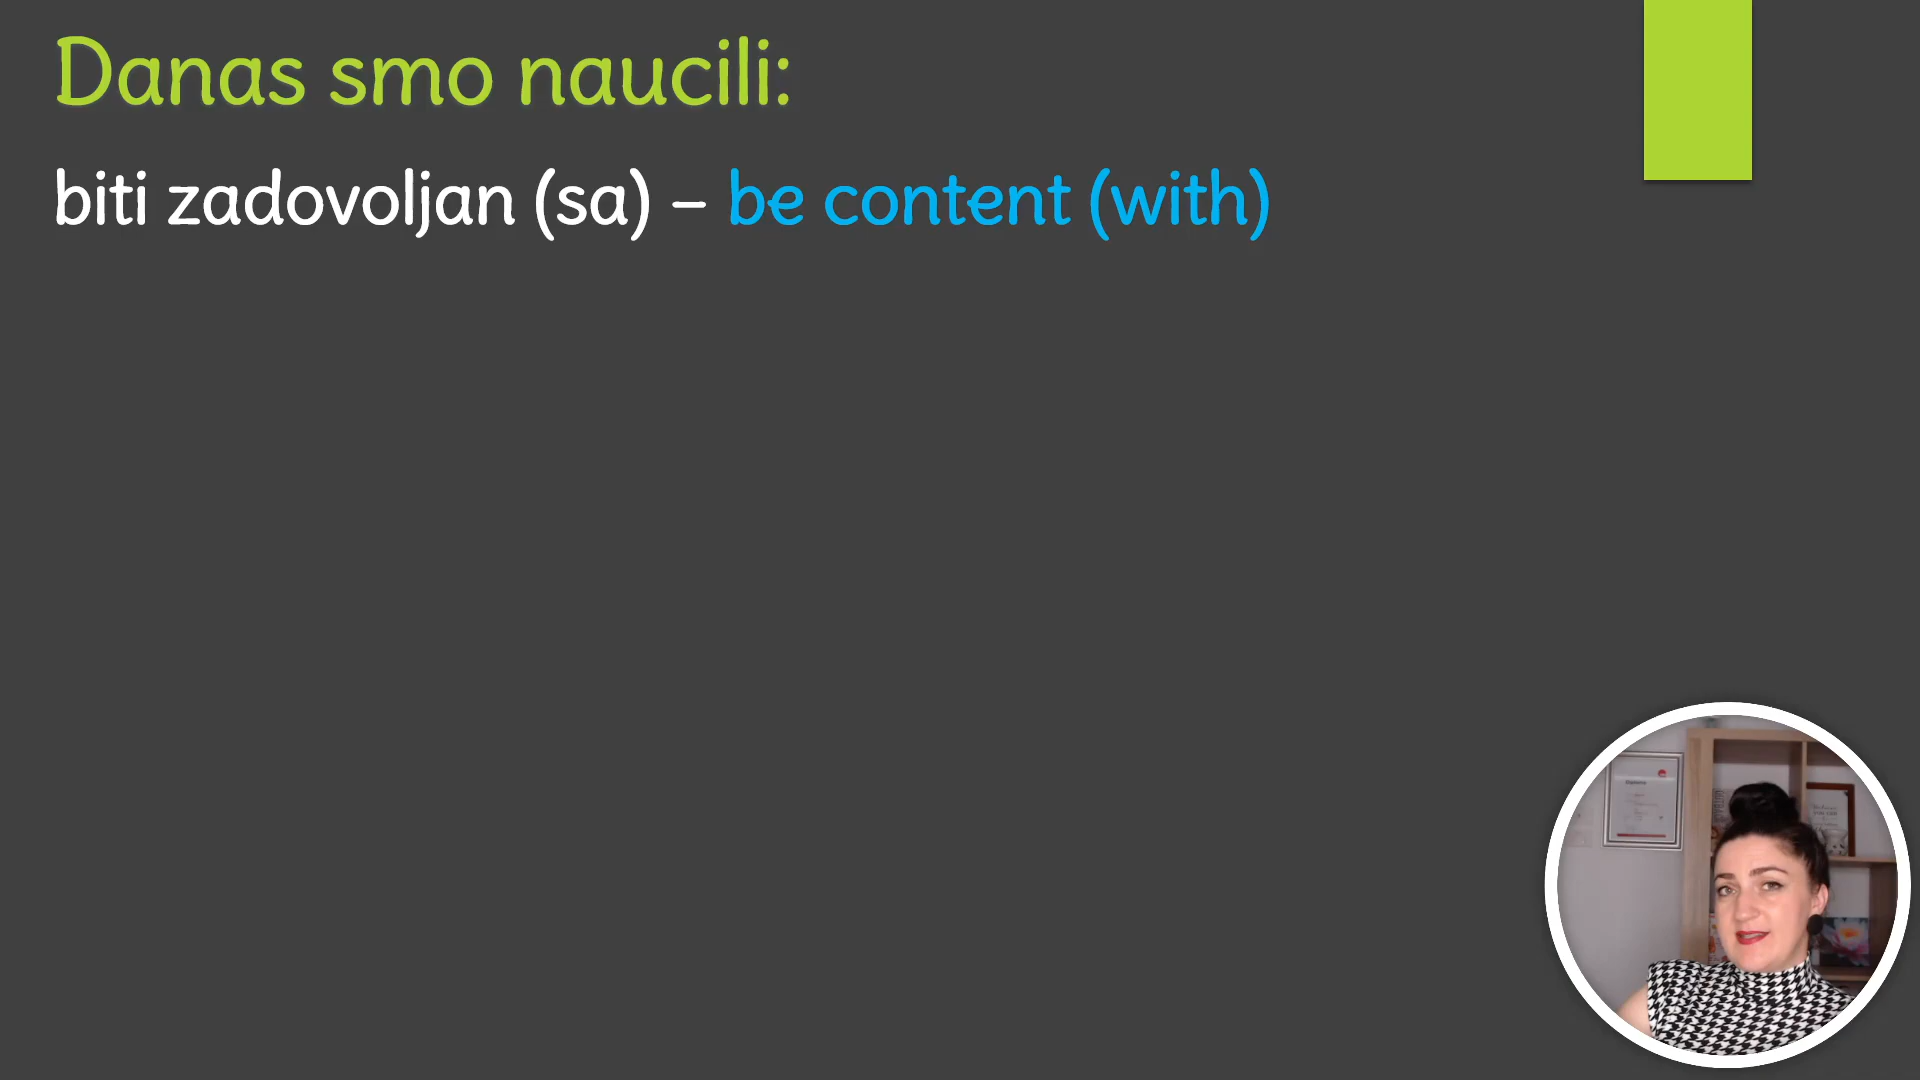 Danas smo naucili:
biti zadovoljan (sa) – be content (with)